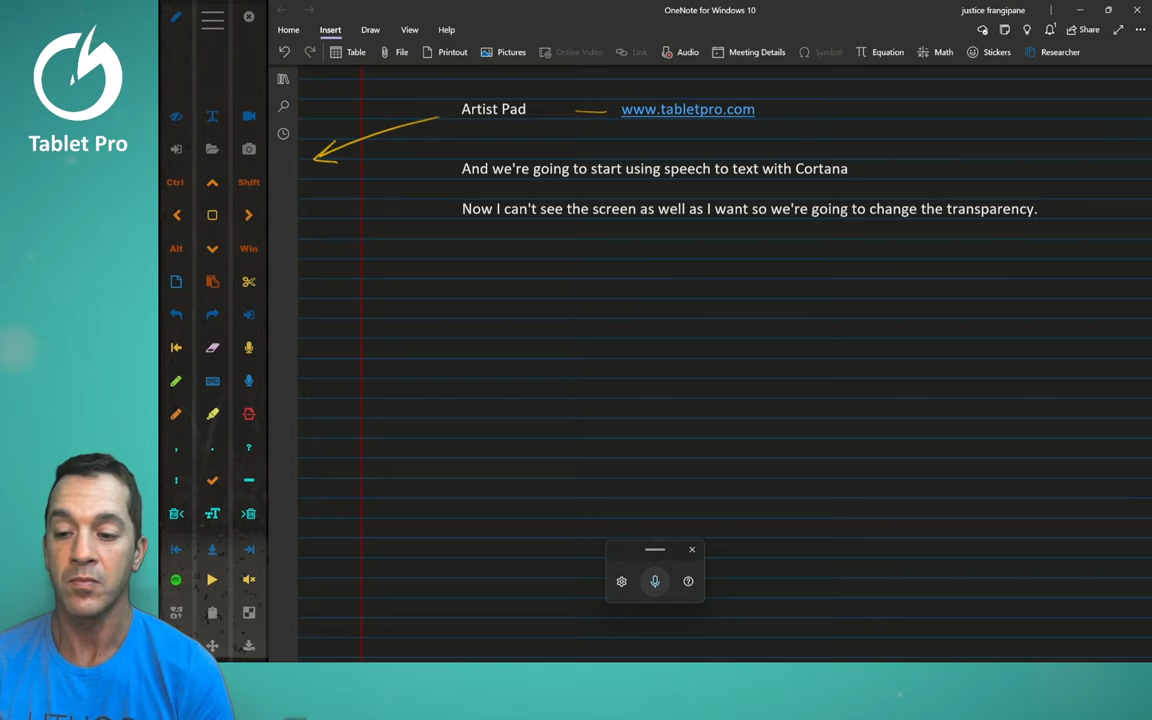 OneNote for Windows 10
justice frangipane
Home Insert Draw View Help
Share
Table File Printout Pictures Online Video Link Audio Meeting Details Symbol Equation Math Stickers Researcher
Tablet Pro
Ctrl Shift
Alt Win
Artist Pad — www.tabletpro.com
And we're going to start using speech to text with Cortana
Now I can't see the screen as well as I want so we're going to change the transparency.